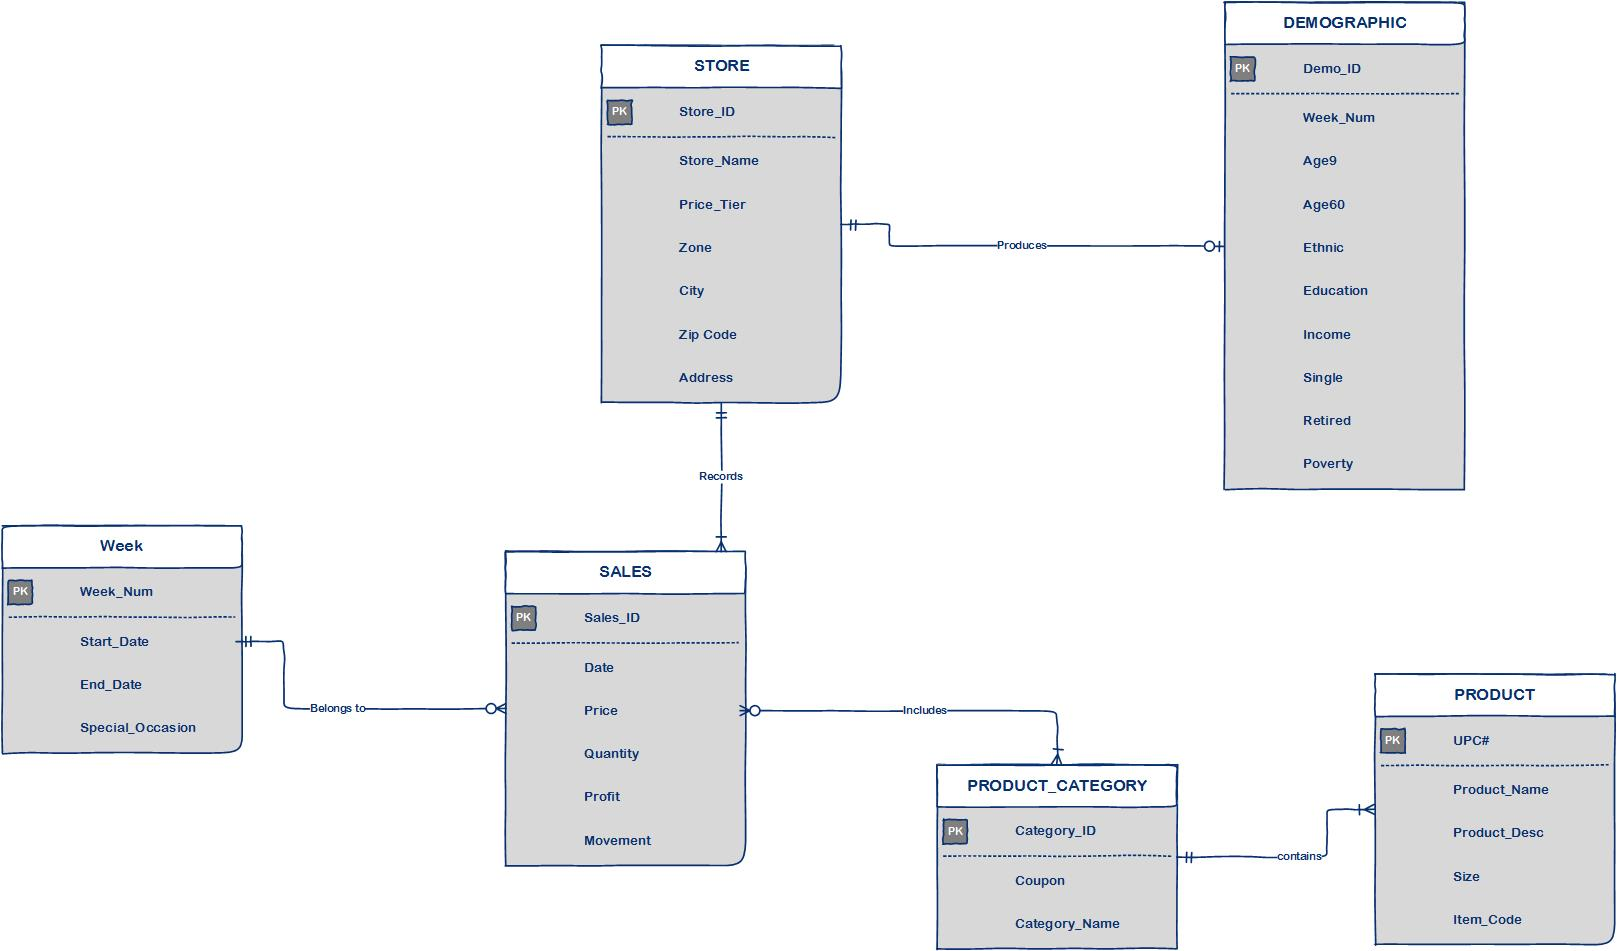 STORE
PK Store_ID
Store_Name
Price_Tier
Zone
City
Zip Code
Address
DEMOGRAPHIC
PK Demo_ID
Week_Num
Age9
Age60
Ethnic
Education
Income
Single
Retired
Poverty
Produces
Records
Week
PK Week_Num
Start_Date
End_Date
Special_Occasion
Belongs to
SALES
PK Sales_ID
Date
Price
Quantity
Profit
Movement
Includes
PRODUCT_CATEGORY
PK Category_ID
Coupon
Category_Name
contains
PRODUCT
PK UPC#
Product_Name
Product_Desc
Size
Item_Code